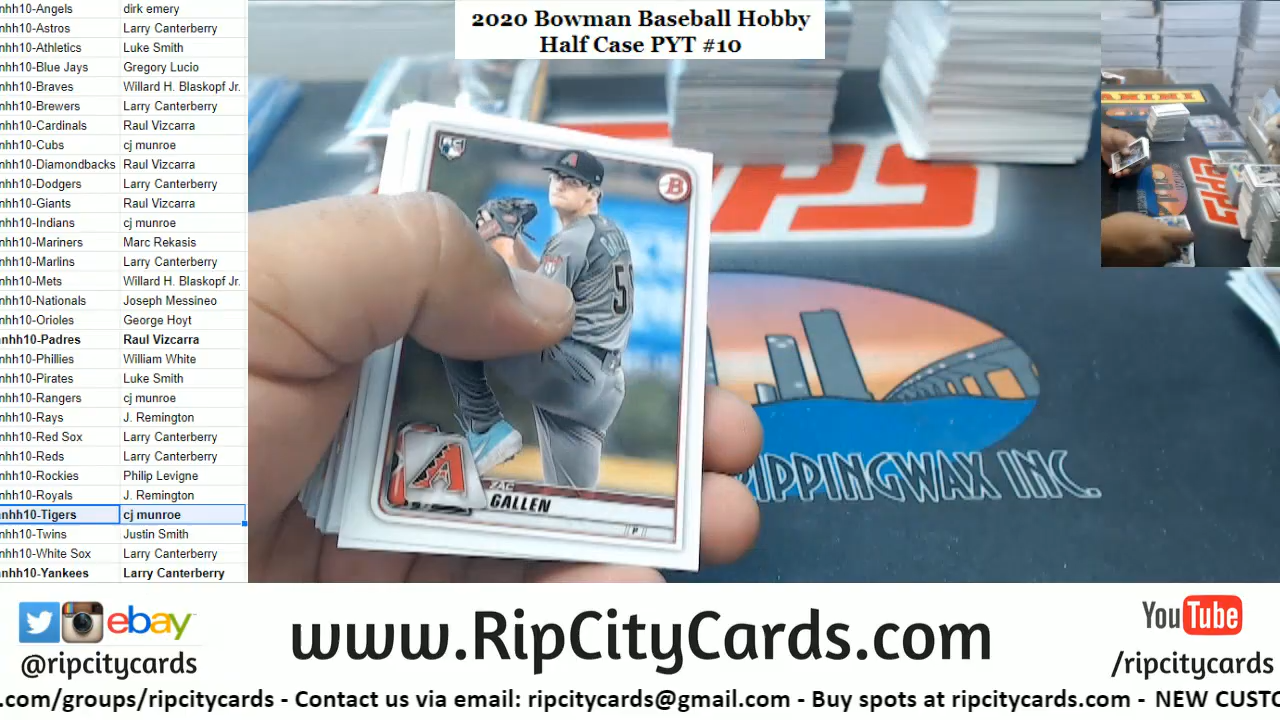 nhh10-Angels dirk emery
nhh10-Astros Larry Canterberry
nhh10-Athletics Luke Smith
nhh10-Blue Jays Gregory Lucio
nhh10-Braves Willard H. Blaskopf Jr.
nhh10-Brewers Larry Canterberry
nhh10-Cardinals Raul Vizcarra
nhh10-Cubs cj munroe
nhh10-Diamondbacks Raul Vizcarra
nhh10-Dodgers Larry Canterberry
nhh10-Giants Raul Vizcarra
nhh10-Indians cj munroe
nhh10-Mariners Marc Rekasis
nhh10-Marlins Larry Canterberry
nhh10-Mets Willard H. Blaskopf Jr.
nhh10-Nationals Joseph Messineo
nhh10-Orioles George Hoyt
anhh10-Padres Raul Vizcarra
nhh10-Phillies William White
nhh10-Pirates Luke Smith
nhh10-Rangers cj munroe
nhh10-Rays J. Remington
nhh10-Red Sox Larry Canterberry
nhh10-Reds Larry Canterberry
nhh10-Rockies Philip Levigne
nhh10-Royals J. Remington
anhh10-Tigers cj munroe
nhh10-Twins Justin Smith
nhh10-White Sox Larry Canterberry
anhh10-Yankees Larry Canterberry
2020 Bowman Baseball Hobby
Half Case PYT #10
PANINI
RC
B
A
5
ZAC
GALLEN
P
IPPINGWAX INC.
ebay
@ripcitycards
www.RipCityCards.com
YouTube
/ripcitycards
.com/groups/ripcitycards - Contact us via email: ripcitycards@gmail.com - Buy spots at ripcitycards.com - NEW CUSTO